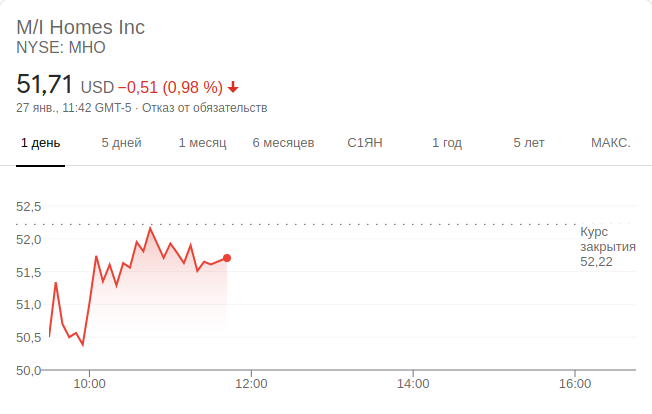 M/I Homes Inc
NYSE: MHO
51,71 USD −0,51 (0,98 %)
27 янв., 11:42 GMT-5 · Отказ от обязательств
1 день 5 дней 1 месяц 6 месяцев С1ЯН 1 год 5 лет МАКС.
52,5
52,0
51,5
51,0
50,5
50,0
Курс
закрытия
52,22
10:00 12:00 14:00 16:00